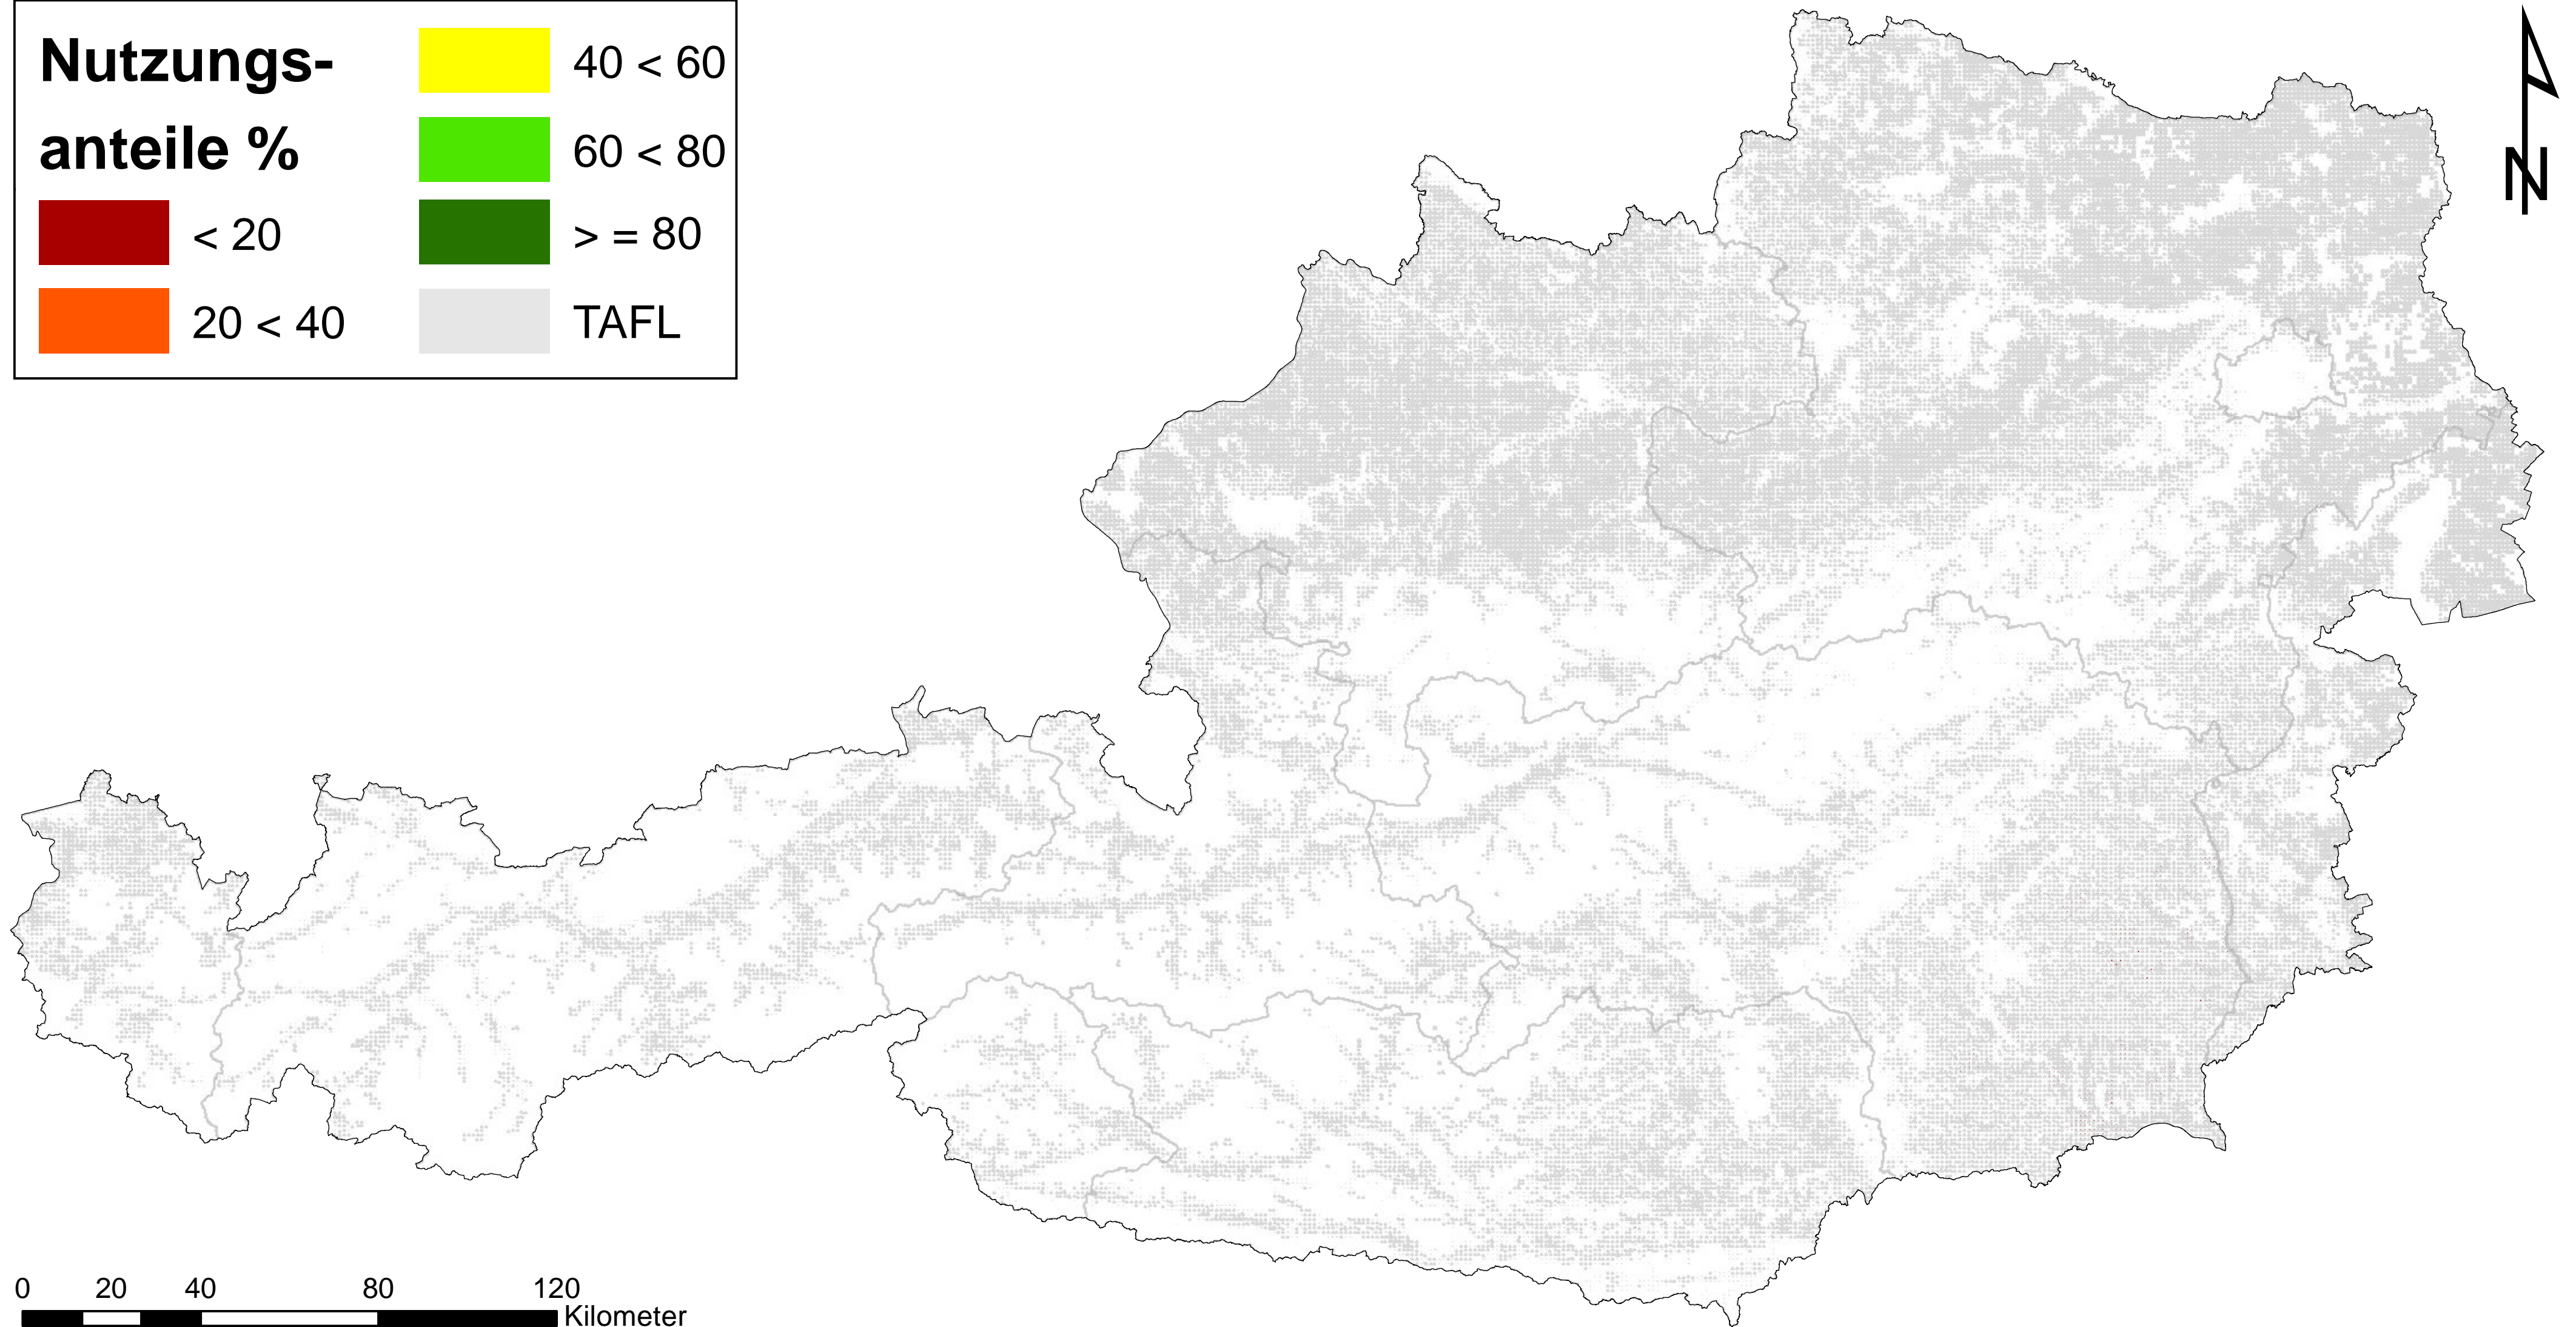 Nutzungs-
anteile %
< 20
20 < 40
40 < 60
60 < 80
> = 80
TAFL
N
0 20 40 80 120
Kilometer